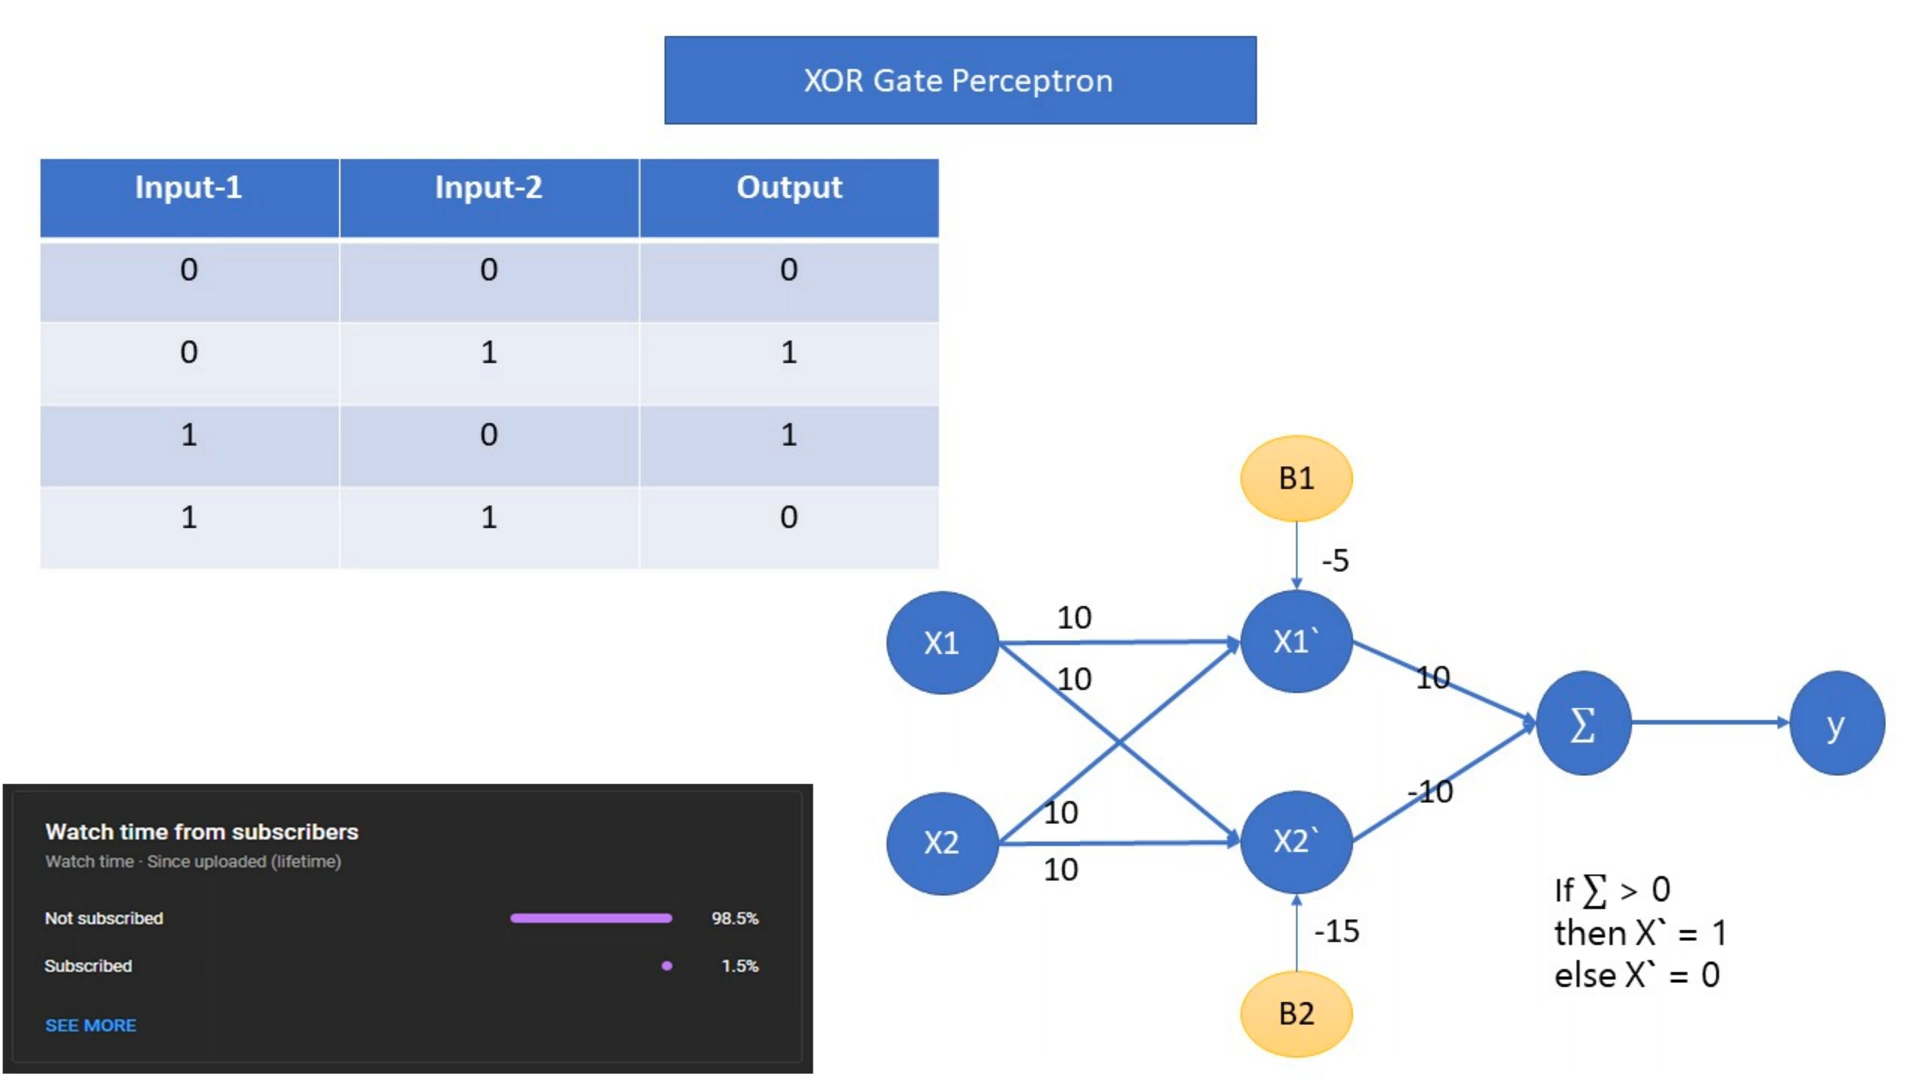 XOR Gate Perceptron
Input-1 Input-2 Output
0 0 0
0 1 1
1 0 1
1 1 0
B1
-5
X1
10
10
X1`
10
∑
y
X2
10
10
X2`
-10
-15
B2
If ∑ > 0
then X` = 1
else X` = 0
Watch time from subscribers
Watch time · Since uploaded (lifetime)
Not subscribed 98.5%
Subscribed 1.5%
SEE MORE